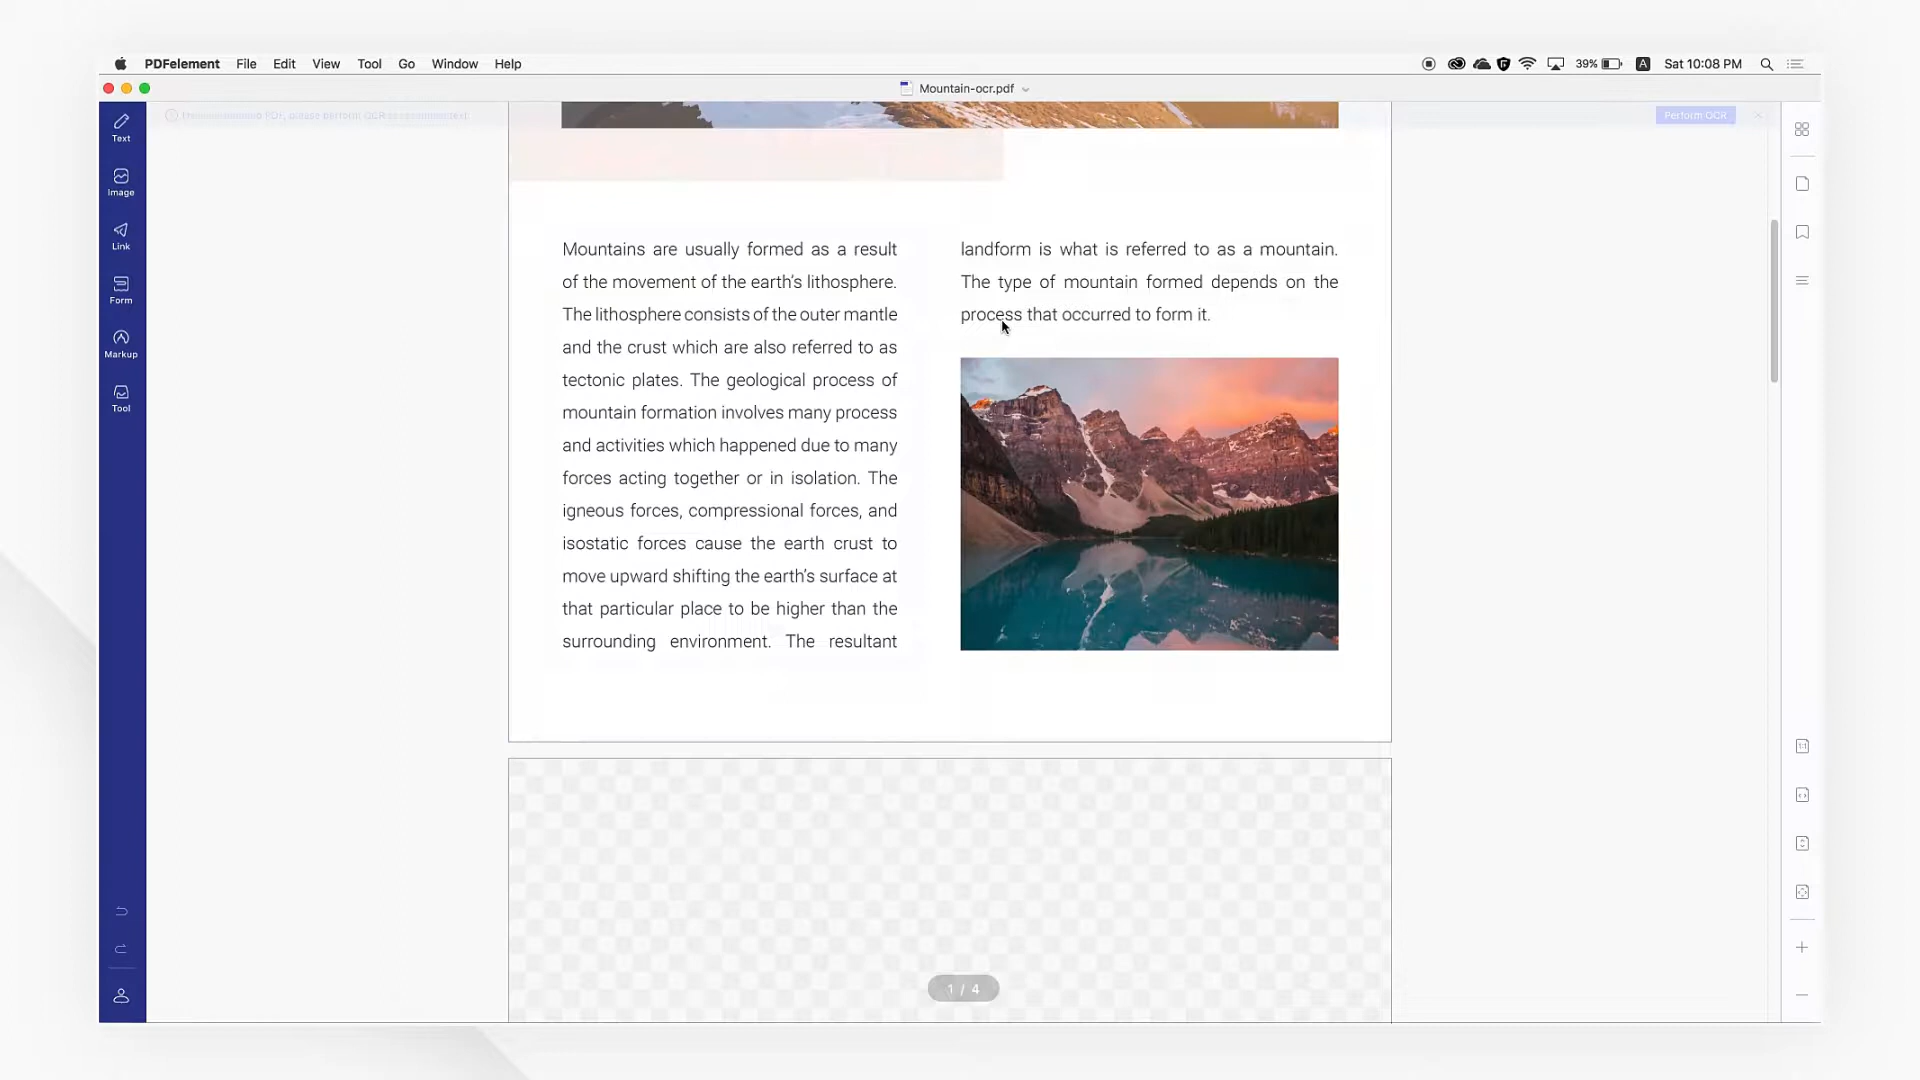 PDFelement File Edit View Tool Go Window Help
39% A Sat 10:08 PM
Mountain-ocr.pdf
PDF, please perform OCR
Perform OCR
Text
Image
Link
Form
Markup
Tool
Mountains are usually formed as a result
of the movement of the earth's lithosphere.
The lithosphere consists of the outer mantle
and the crust which are also referred to as
tectonic plates. The geological process of
mountain formation involves many process
and activities which happened due to many
forces acting together or in isolation. The
igneous forces, compressional forces, and
isostatic forces cause the earth crust to
move upward shifting the earth's surface at
that particular place to be higher than the
surrounding environment. The resultant
landform is what is referred to as a mountain.
The type of mountain formed depends on the
process that occurred to form it.
1 / 4